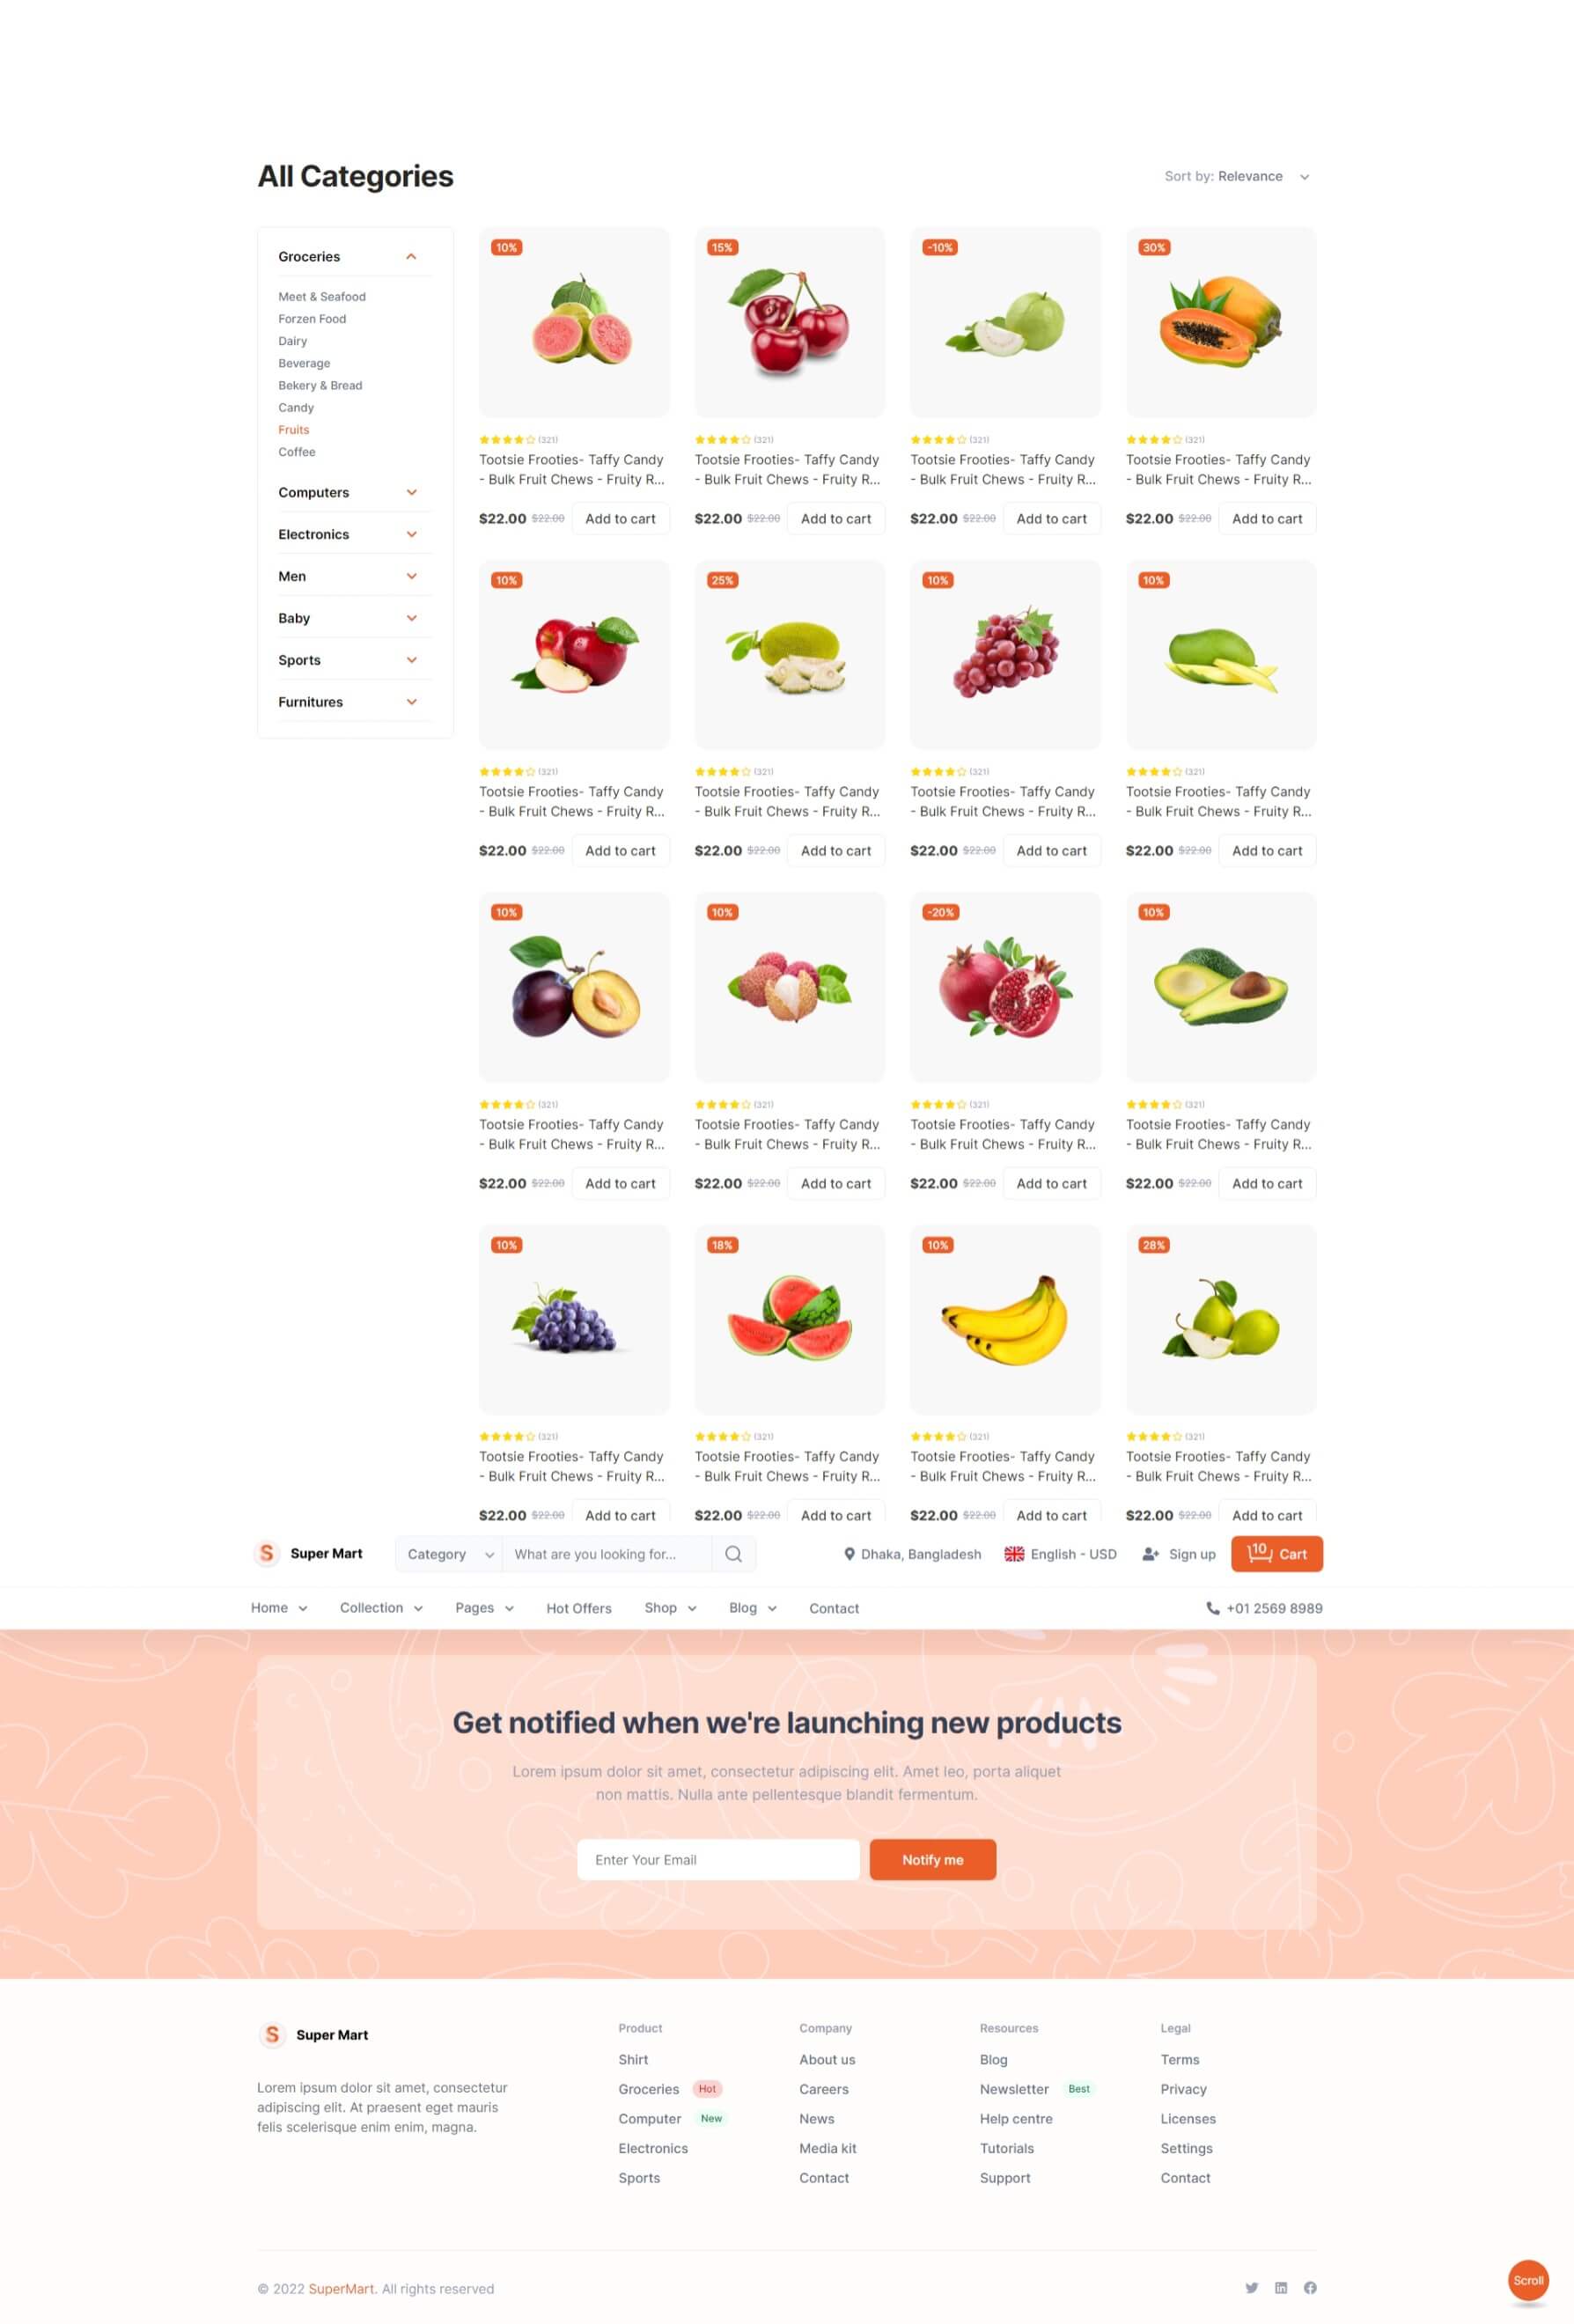 All Categories
Sort by: Relevance
Groceries
Meet & Seafood
Forzen Food
Dairy
Beverage
Bekery & Bread
Candy
Fruits
Coffee
Computers
Electronics
Men
Baby
Sports
Furnitures
10% 15% -10% 30%
(321) (321) (321) (321)
Tootsie Frooties- Taffy Candy Tootsie Frooties- Taffy Candy Tootsie Frooties- Taffy Candy Tootsie Frooties- Taffy Candy
- Bulk Fruit Chews - Fruity R... - Bulk Fruit Chews - Fruity R... - Bulk Fruit Chews - Fruity R... - Bulk Fruit Chews - Fruity R...
$22.00 $22.00 Add to cart $22.00 $22.00 Add to cart $22.00 $22.00 Add to cart $22.00 $22.00 Add to cart
10% 25% 10% 10%
(321) (321) (321) (321)
Tootsie Frooties- Taffy Candy Tootsie Frooties- Taffy Candy Tootsie Frooties- Taffy Candy Tootsie Frooties- Taffy Candy
- Bulk Fruit Chews - Fruity R... - Bulk Fruit Chews - Fruity R... - Bulk Fruit Chews - Fruity R... - Bulk Fruit Chews - Fruity R...
$22.00 $22.00 Add to cart $22.00 $22.00 Add to cart $22.00 $22.00 Add to cart $22.00 $22.00 Add to cart
10% 10% -20% 10%
(321) (321) (321) (321)
Tootsie Frooties- Taffy Candy Tootsie Frooties- Taffy Candy Tootsie Frooties- Taffy Candy Tootsie Frooties- Taffy Candy
- Bulk Fruit Chews - Fruity R... - Bulk Fruit Chews - Fruity R... - Bulk Fruit Chews - Fruity R... - Bulk Fruit Chews - Fruity R...
$22.00 $22.00 Add to cart $22.00 $22.00 Add to cart $22.00 $22.00 Add to cart $22.00 $22.00 Add to cart
10% 18% 10% 28%
(321) (321) (321) (321)
Tootsie Frooties- Taffy Candy Tootsie Frooties- Taffy Candy Tootsie Frooties- Taffy Candy Tootsie Frooties- Taffy Candy
- Bulk Fruit Chews - Fruity R... - Bulk Fruit Chews - Fruity R... - Bulk Fruit Chews - Fruity R... - Bulk Fruit Chews - Fruity R...
$22.00 $22.00 Add to cart $22.00 $22.00 Add to cart $22.00 $22.00 Add to cart $22.00 $22.00 Add to cart
S Super Mart Category What are you looking for... Dhaka, Bangladesh English - USD Sign up 10 Cart
Home Collection Pages Hot Offers Shop Blog Contact +01 2569 8989
Get notified when we're launching new products
Lorem ipsum dolor sit amet, consectetur adipiscing elit. Amet leo, porta aliquet
non mattis. Nulla ante pellentesque blandit fermentum.
Enter Your Email Notify me
S Super Mart
Lorem ipsum dolor sit amet, consectetur
adipiscing elit. At praesent eget mauris
felis scelerisque enim enim, magna.
Product
Shirt
Groceries Hot
Computer New
Electronics
Sports
Company
About us
Careers
News
Media kit
Contact
Resources
Blog
Newsletter Best
Help centre
Tutorials
Support
Legal
Terms
Privacy
Licenses
Settings
Contact
© 2022 SuperMart. All rights reserved
Scroll